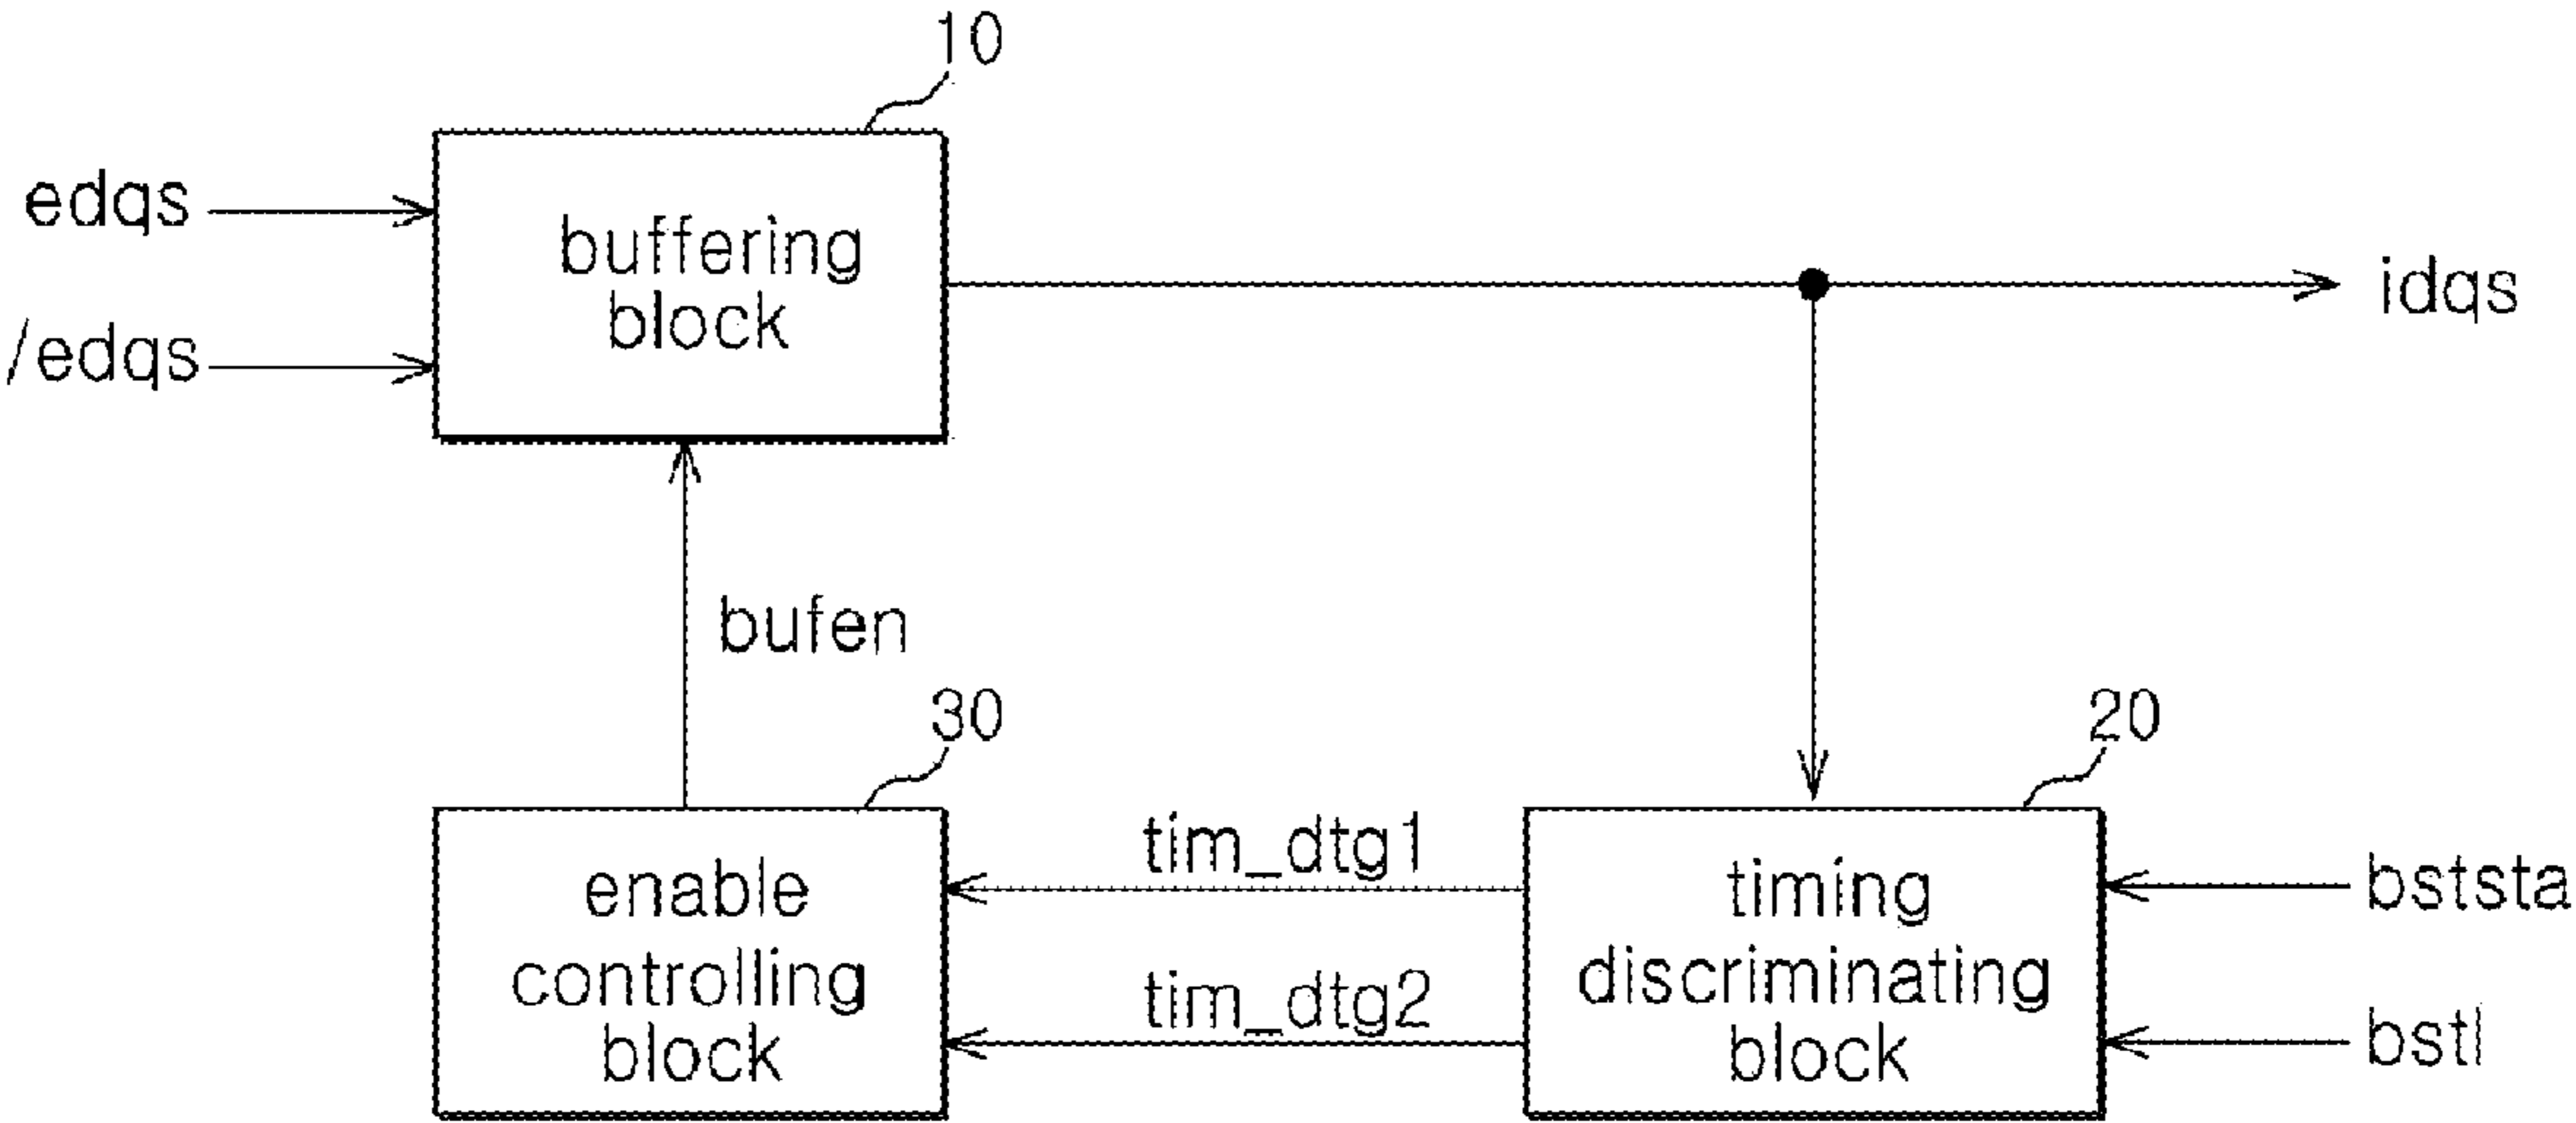 10
edqs
/edqs
buffering
block
idqs
bufen
30
20
enable
controlling
block
tim_dtg1
tim_dtg2
timing
discriminating
block
bststa
bstl